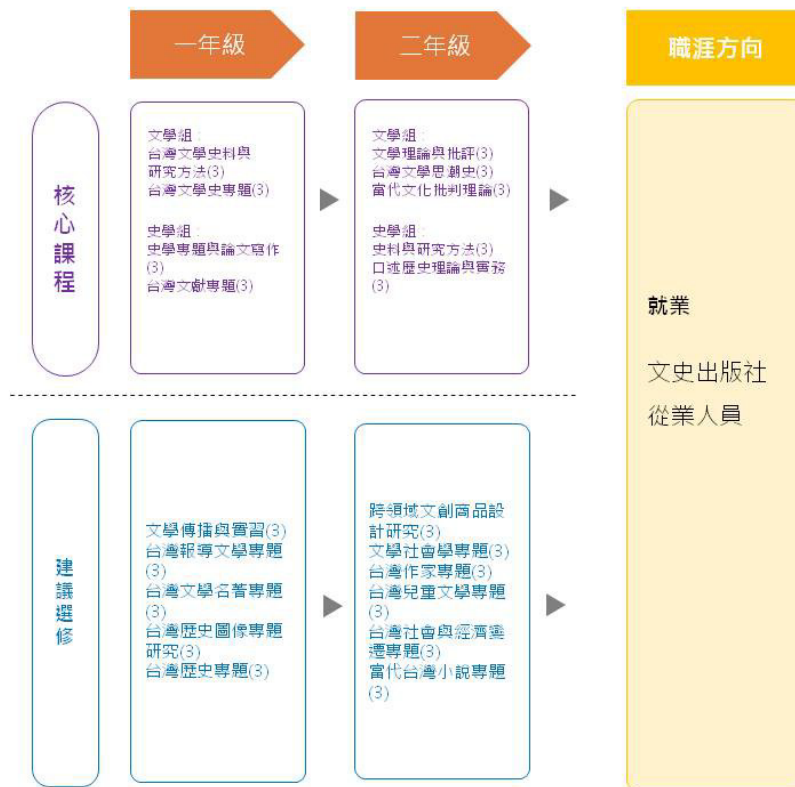 一年級
二年級
職涯方向
核心課程
文學組：
台灣文學史料與
研究方法(3)
台灣文學史專題(3)
史學組：
史學專題與論文寫作
(3)
台灣文獻專題(3)
文學組：
文學理論與批評(3)
台灣文學思潮史(3)
當代文化批判理論(3)
史學組：
史料與研究方法(3)
口述歷史理論與實務
(3)
就業
文史出版社
從業人員
建議選修
文學傳播與實習(3)
台灣報導文學專題
(3)
台灣文學名著專題
(3)
台灣歷史圖像專題
研究(3)
台灣歷史專題(3)
跨領域文創商品設
計研究(3)
文學社會學專題(3)
台灣作家專題(3)
台灣兒童文學專題
(3)
台灣社會與經濟變
遷專題(3)
當代台灣小說專題
(3)